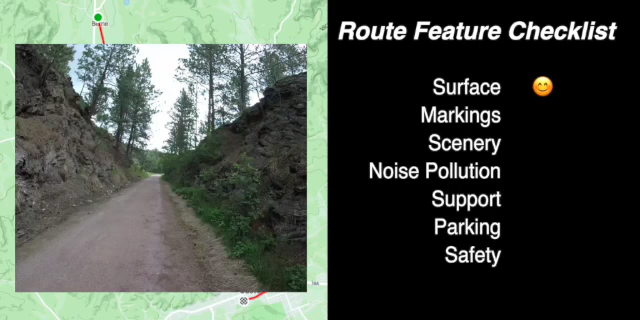 Route Feature Checklist
Surface 😊
Markings
Scenery
Noise Pollution
Support
Parking
Safety